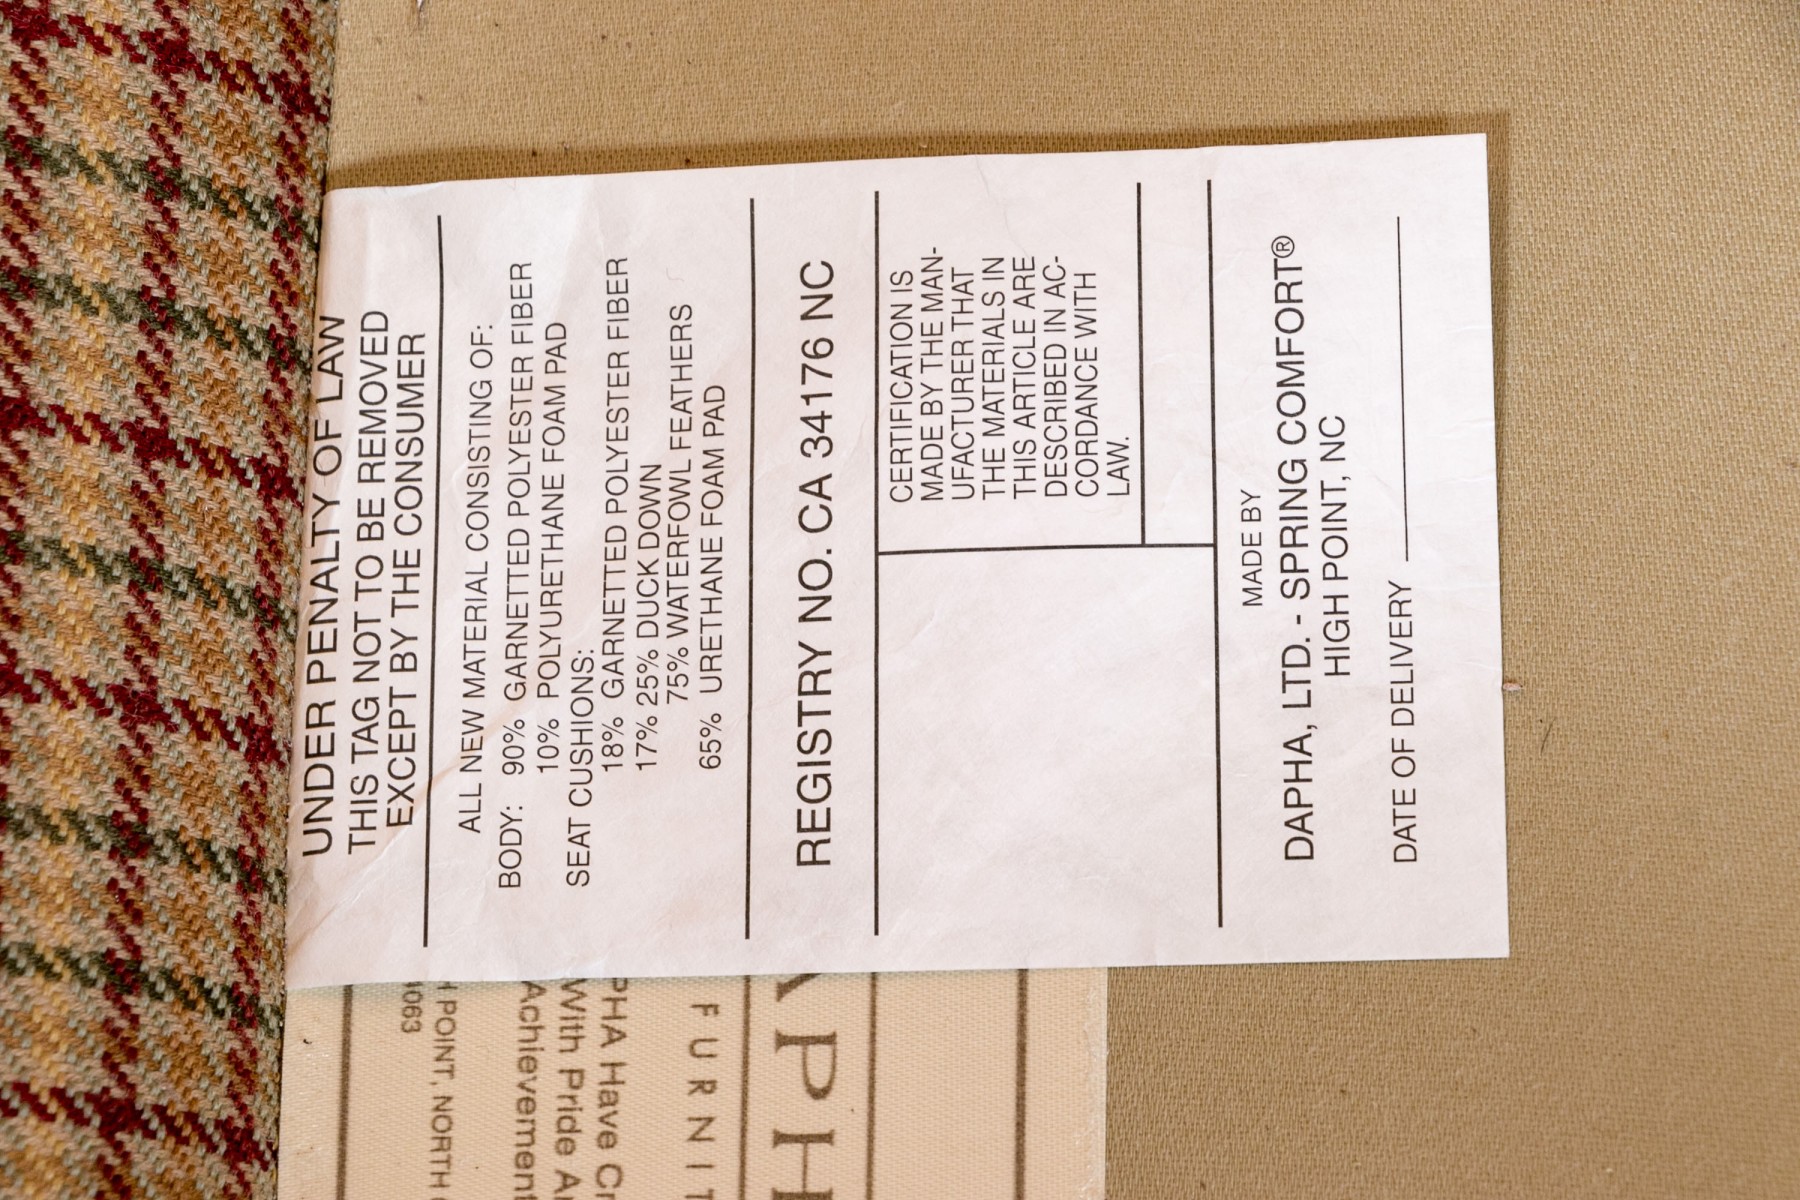 UNDER PENALTY OF LAW
THIS TAG NOT TO BE REMOVED
EXCEPT BY THE CONSUMER
ALL NEW MATERIAL CONSISTING OF:
BODY: 90% GARNETTED POLYESTER FIBER
10% POLYURETHANE FOAM PAD
SEAT CUSHIONS:
18% GARNETTED POLYESTER FIBER
17% 25% DUCK DOWN
75% WATERFOWL FEATHERS
65% URETHANE FOAM PAD
REGISTRY NO. CA 34176 NC
CERTIFICATION IS
MADE BY THE MAN-
UFACTURER THAT
THE MATERIALS IN
THIS ARTICLE ARE
DESCRIBED IN AC-
CORDANCE WITH
LAW.
MADE BY
DAPHA, LTD. - SPRING COMFORT®
HIGH POINT, NC
DATE OF DELIVERY
APH
FURNIT
PHA Have Cr
With Pride
Achievement
POINT, NORTH